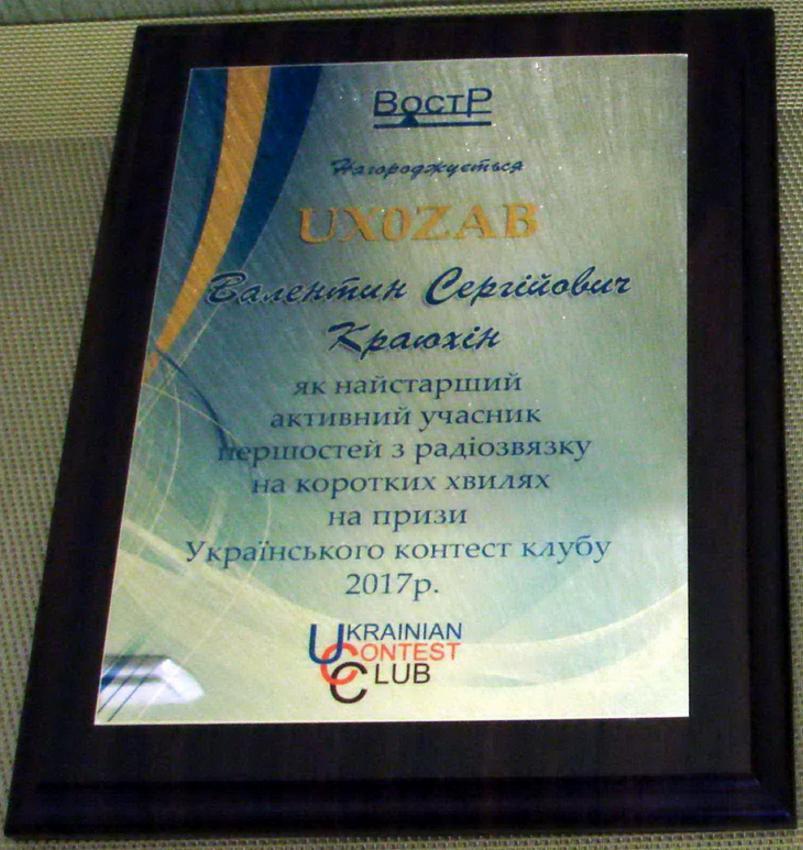 ВостР
Нагороджується
UX0ZAB
Валентин Сергійович
Краюхін
як найстарший
активний учасник
першостей з радіозвязку
на коротких хвилях
на призи
Українського контест клубу
2017р.
UKRAINIAN
CONTEST
CLUB